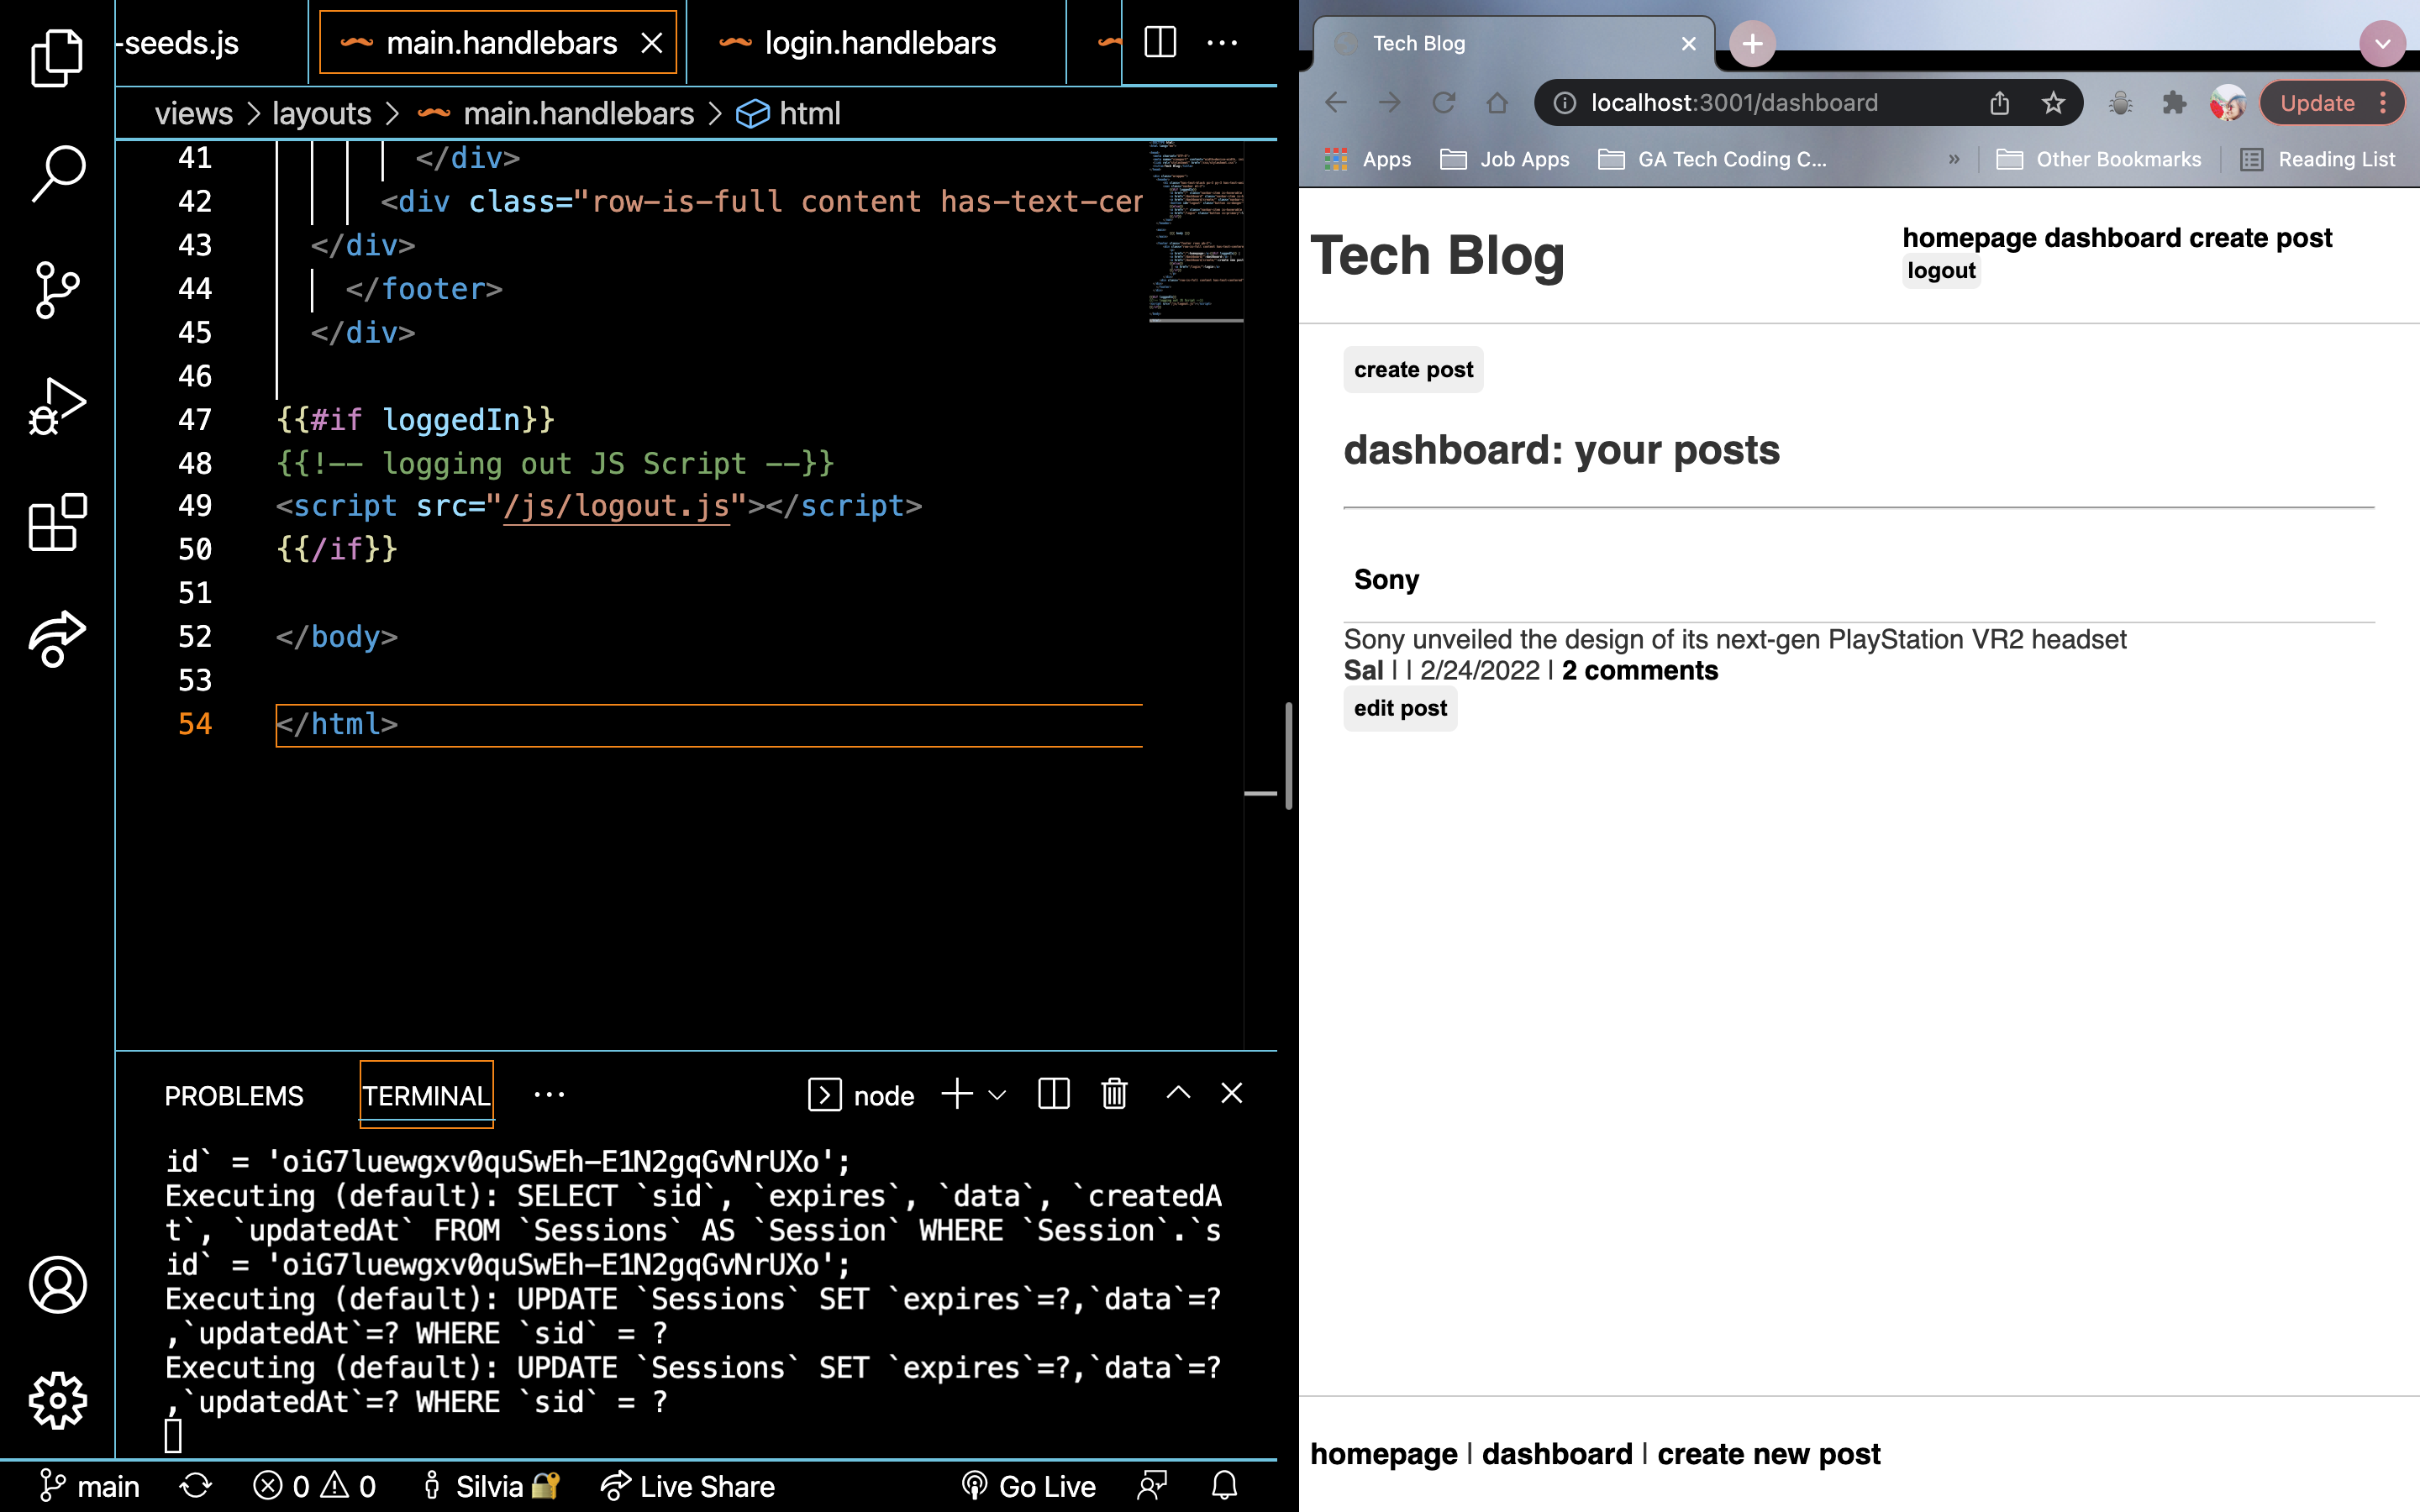 -seeds.js
main.handlebars
login.handlebars
views > layouts > main.handlebars > html
41 </div>
42 <div class="row-is-full content has-text-cer
43 </div>
44 </footer>
45 </div>
46
47 {{#if loggedIn}}
48 {{!-- logging out JS Script --}}
49 <script src="/js/logout.js"></script>
50 {{/if}}
51
52 </body>
53
54 </html>
PROBLEMS TERMINAL ... node
id` = 'oiG7luewgxv0quSwEh-E1N2gqGvNrUXo';
Executing (default): SELECT `sid`, `expires`, `data`, `createdA
t`, `updatedAt` FROM `Sessions` AS `Session` WHERE `Session`.`s
id` = 'oiG7luewgxv0quSwEh-E1N2gqGvNrUXo';
Executing (default): UPDATE `Sessions` SET `expires`=?,`data`=?
,`updatedAt`=? WHERE `sid` = ?
Executing (default): UPDATE `Sessions` SET `expires`=?,`data`=?
,`updatedAt`=? WHERE `sid` = ?
main 0 0 Silvia Live Share Go Live
Tech Blog
localhost:3001/dashboard
Update
Apps Job Apps GA Tech Coding C... » Other Bookmarks Reading List
Tech Blog
homepage dashboard create post
logout
create post
dashboard: your posts
Sony
Sony unveiled the design of its next-gen PlayStation VR2 headset
Sal | | 2/24/2022 | 2 comments
edit post
homepage | dashboard | create new post